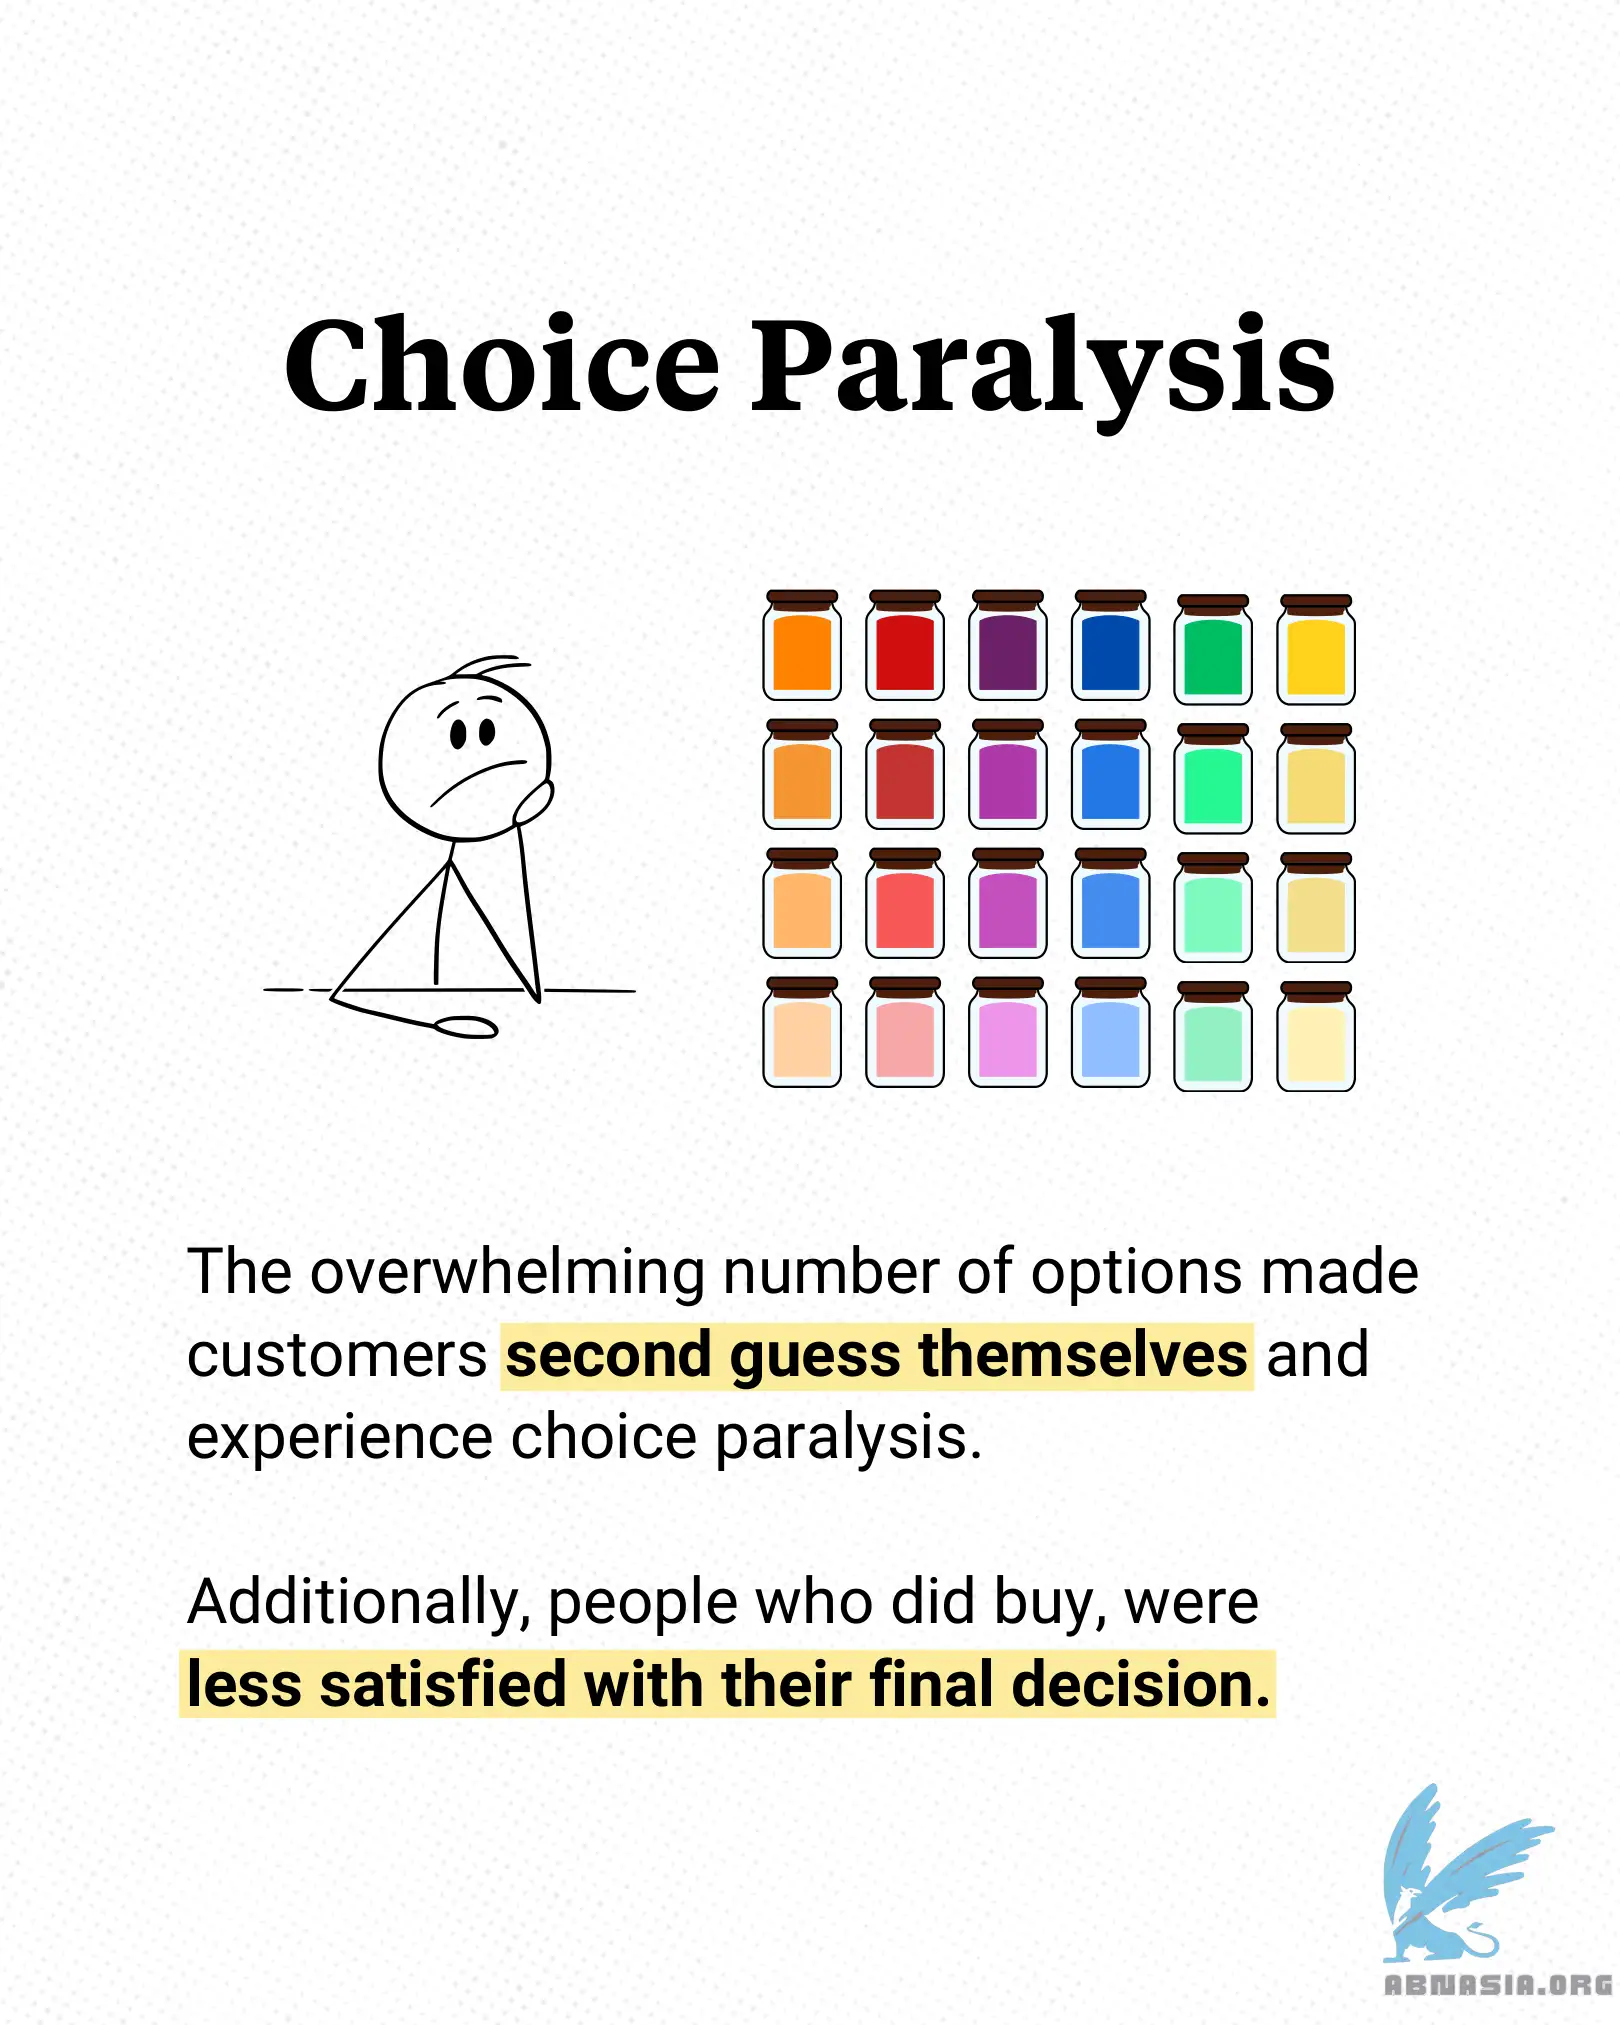 Choice Paralysis
The overwhelming number of options made
customers second guess themselves and
experience choice paralysis.
Additionally, people who did buy, were
less satisfied with their final decision.
ABNASIA.ORG